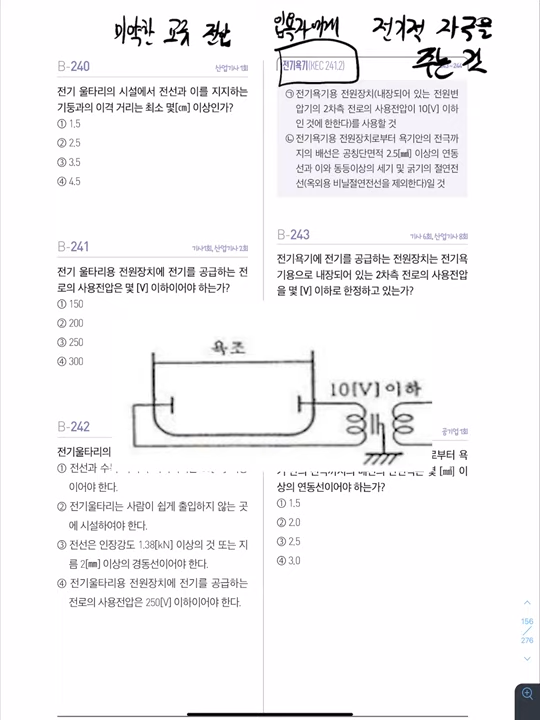 미약한 교류 전압 입욕자에게 전기적 자극을
주는 것
B-240 산업기사 1회
전기 울타리의 시설에서 전선과 이를 지지하는
기둥과의 이격 거리는 최소 몇[㎝] 이상인가?
① 1.5
② 2.5
③ 3.5
④ 4.5
B-241 기사1회, 산업기사 2회
전기 울타리용 전원장치에 전기를 공급하는 전
로의 사용전압은 몇 [V] 이하이어야 하는가?
① 150
② 200
③ 250
④ 300
B-242
전기울타리의
① 전선과 수
이어야 한다.
② 전기울타리는 사람이 쉽게 출입하지 않는 곳
에 시설하여야 한다.
③ 전선은 인장강도 1.38[kN] 이상의 것 또는 지
름 2[㎜] 이상의 경동선이어야 한다.
④ 전기울타리용 전원장치에 전기를 공급하는
전로의 사용전압은 250[V] 이하이어야 한다.
전기욕기(KEC 241.2)
㉠ 전기욕기용 전원장치(내장되어 있는 전원변
압기의 2차측 전로의 사용전압이 10[V] 이하
인 것에 한한다)를 사용할 것
㉡ 전기욕기용 전원장치로부터 욕기안의 전극까
지의 배선은 공칭단면적 2.5[㎟] 이상의 연동
선과 이와 동등이상의 세기 및 굵기의 절연전
선(옥외용 비닐절연전선을 제외한다)일 것
B-243 기사 6회, 산업기사 8회
전기욕기에 전기를 공급하는 전원장치는 전기욕
기용으로 내장되어 있는 2차측 전로의 사용전압
을 몇 [V] 이하로 한정하고 있는가?
욕조
10[V] 이하
공기업 1회
로부터 욕
몇 [㎟] 이
상의 연동선이어야 하는가?
① 1.5
② 2.0
③ 2.5
④ 3.0
156
276